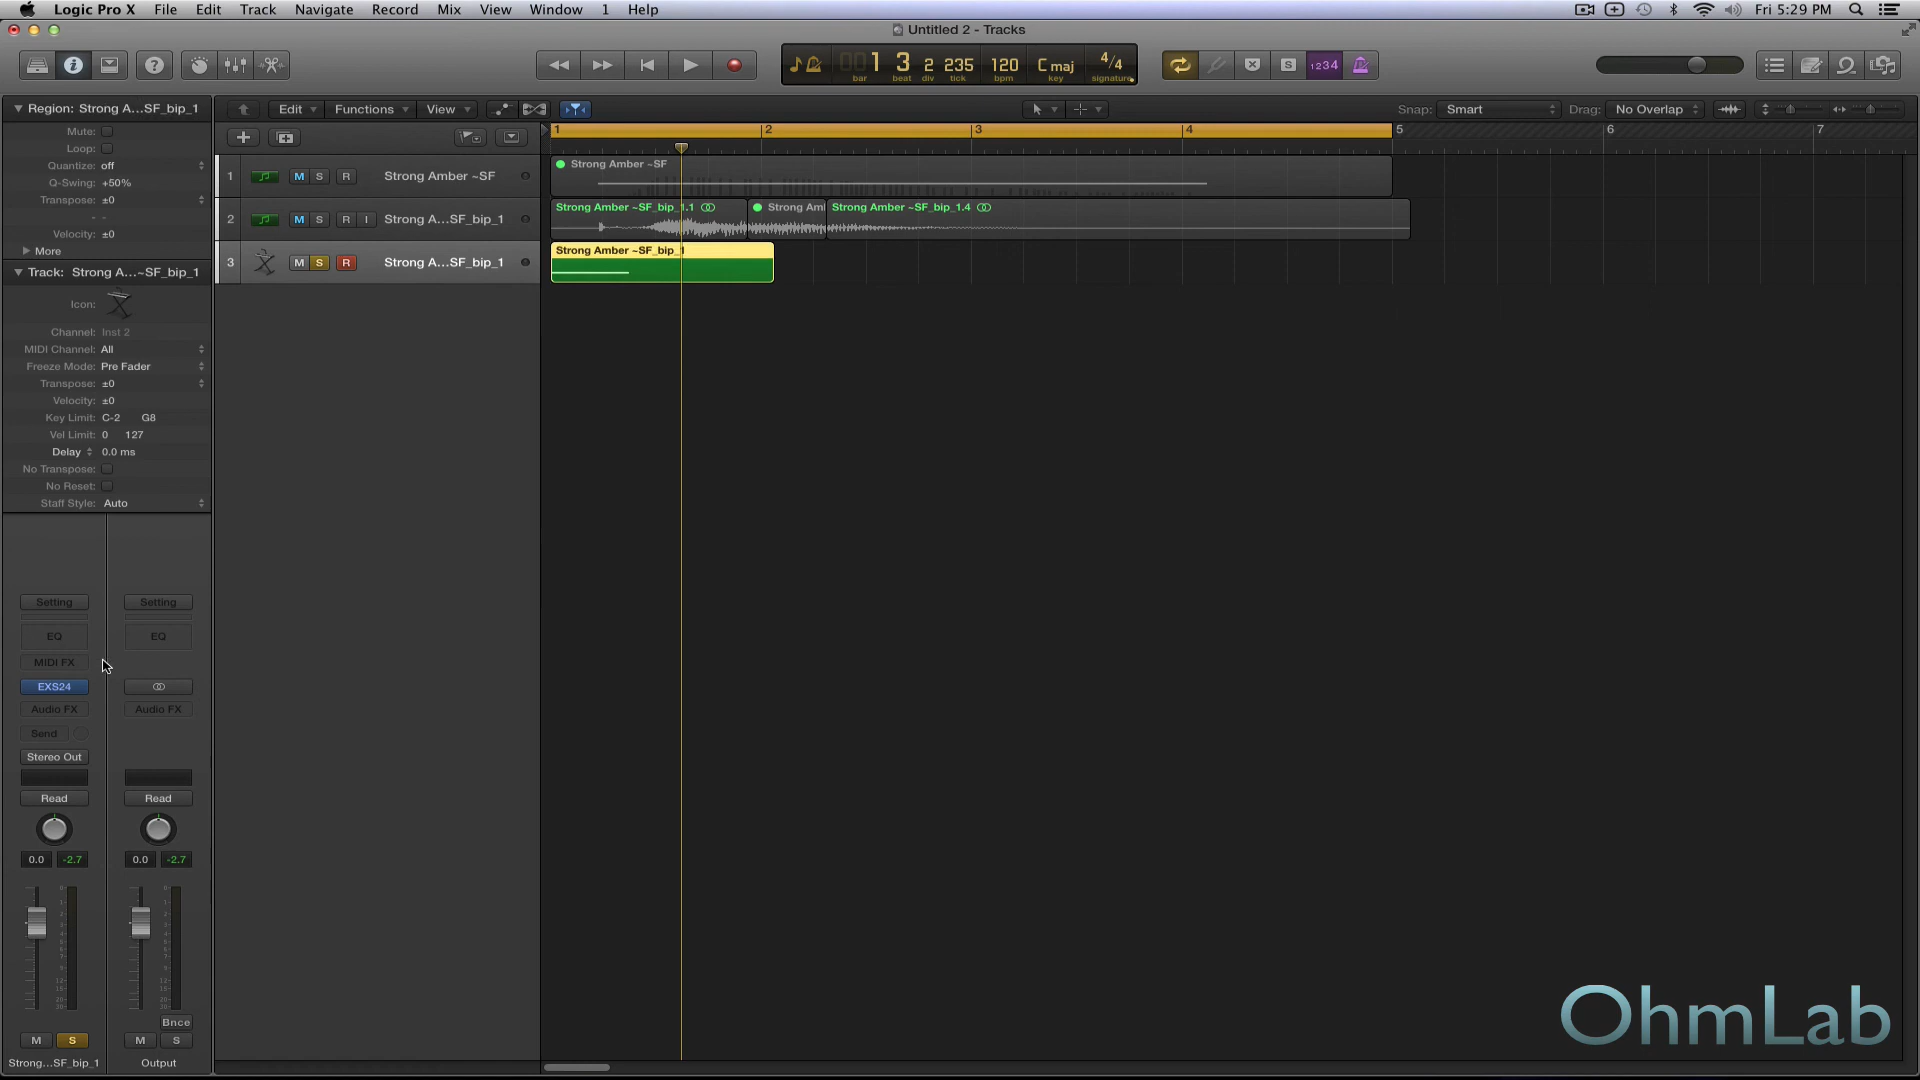 Logic Pro X File Edit Track Navigate Record Mix View Window 1 Help Fri 5:29 PM
Untitled 2 - Tracks
001 3 2 235 120 C maj 4/4
bar beat div tick bpm key signature
S 1234
Region: Strong A...SF_bip_1
Edit Functions View Snap: Smart Drag: No Overlap
Mute:
Loop:
Quantize: off
Q-Swing: +50%
Transpose: ±0
- -
Velocity: ±0
More
1 2 3 4 5 6 7
1 M S R Strong Amber ~SF
Strong Amber ~SF
2 M S R I Strong A...SF_bip_1
Strong Amber ~SF_bip_1.1 Strong Aml Strong Amber ~SF_bip_1.4
3 M S R Strong A...SF_bip_1
Strong Amber ~SF_bip_1
Track: Strong A...~SF_bip_1
Icon:
Channel: Inst 2
MIDI Channel: All
Freeze Mode: Pre Fader
Transpose: ±0
Velocity: ±0
Key Limit: C-2 G8
Vel Limit: 0 127
Delay 0.0 ms
No Transpose:
No Reset:
Staff Style: Auto
Setting Setting
EQ EQ
MIDI FX
EXS24
Audio FX Audio FX
Send
Stereo Out
Read Read
0.0 -2.7 0.0 -2.7
Bnce
M S M S
Strong...SF_bip_1 Output
OhmLab